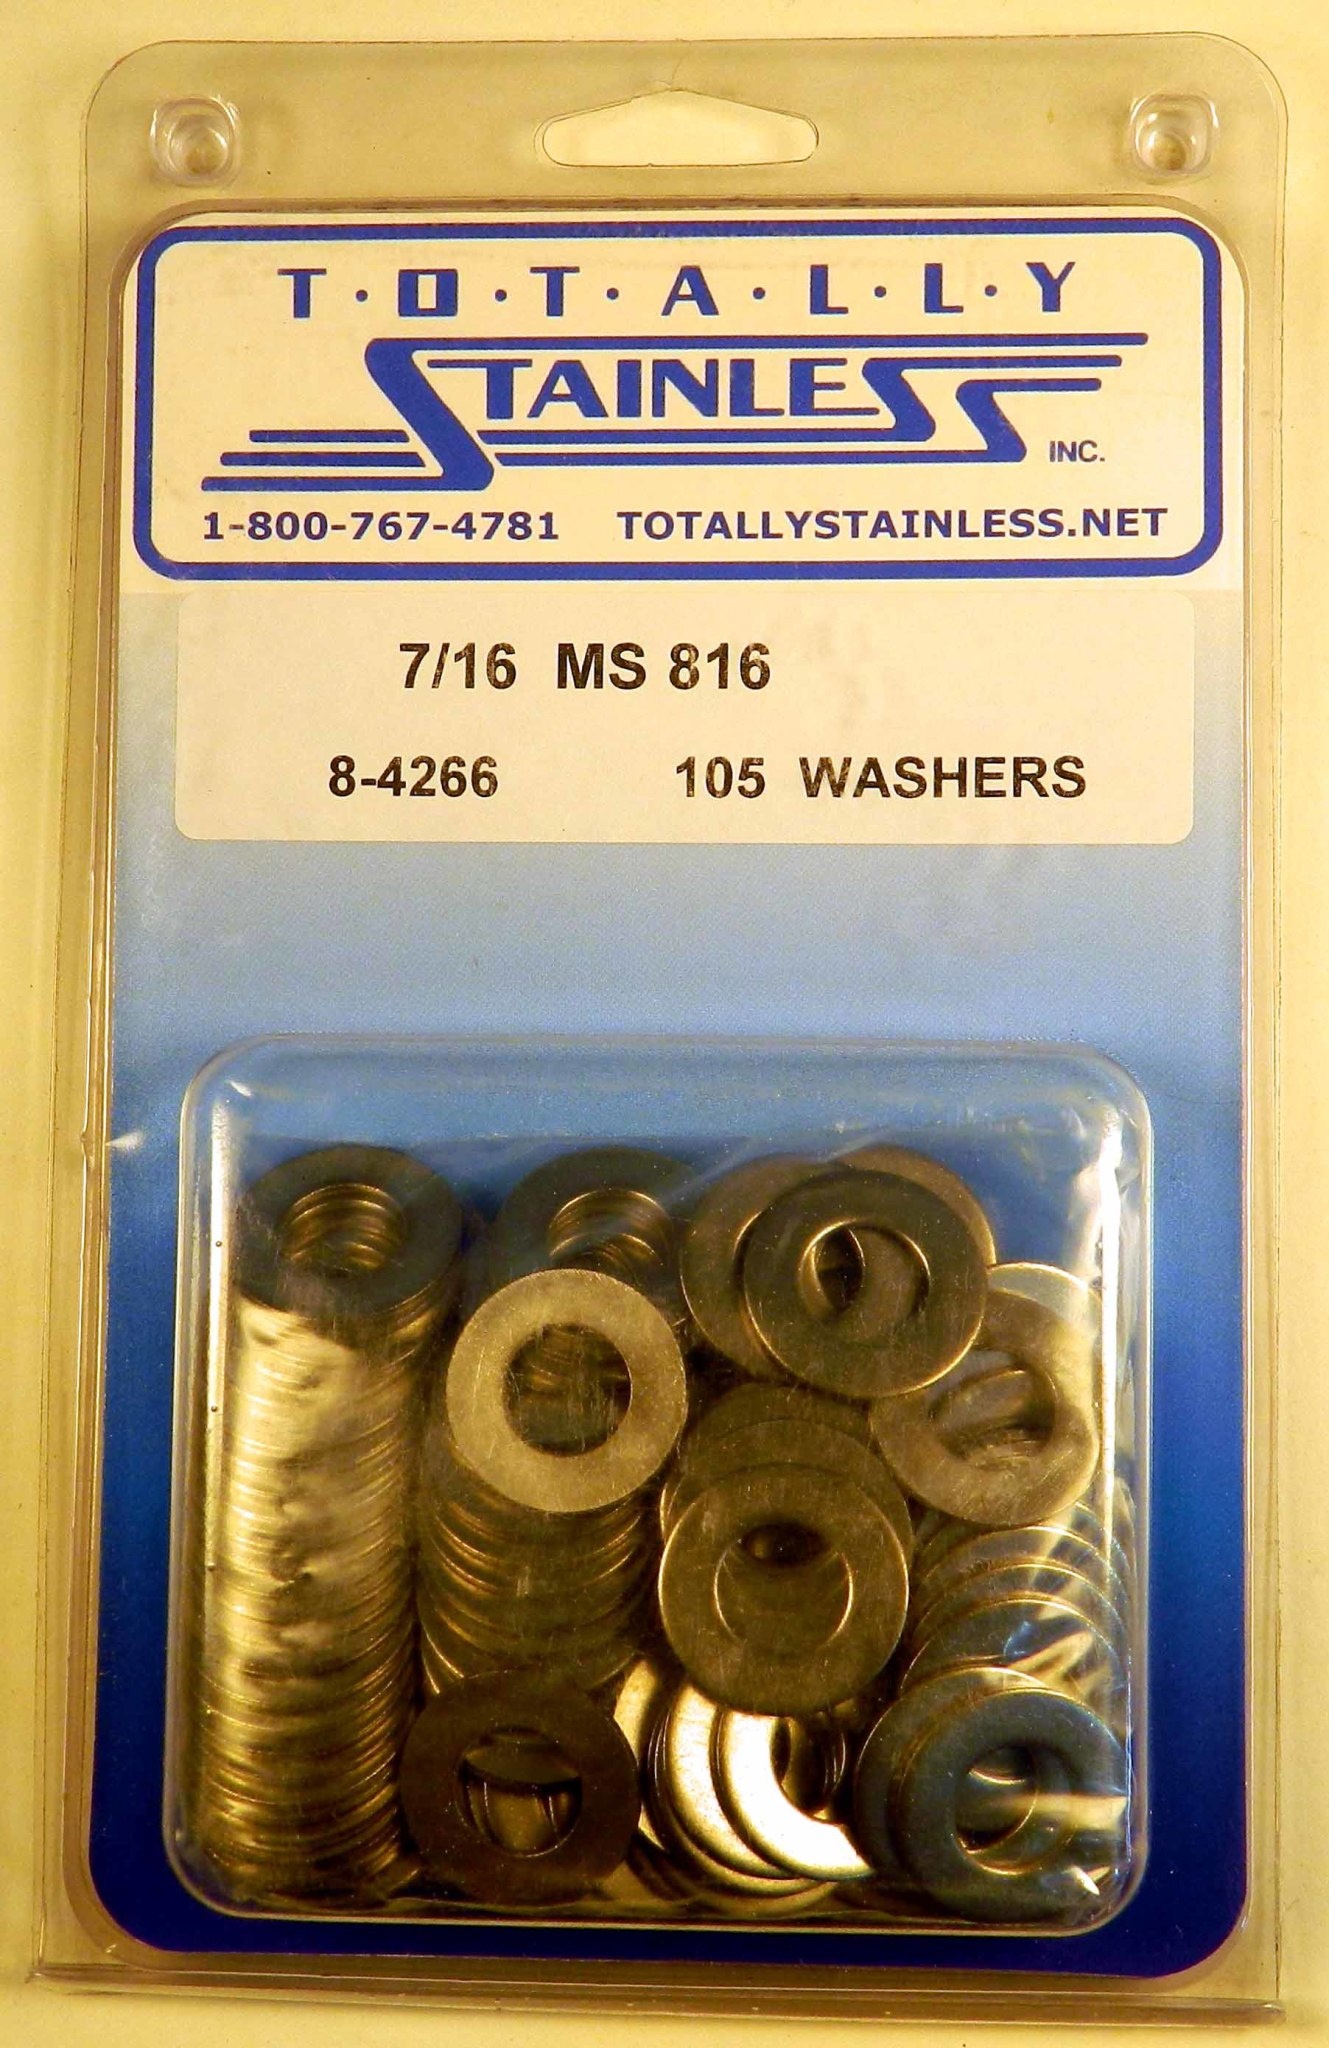 T·O·T·A·L·L·Y
STAINLESS INC.
1-800-767-4781 TOTALLYSTAINLESS.NET
7/16 MS 816
8-4266 105 WASHERS